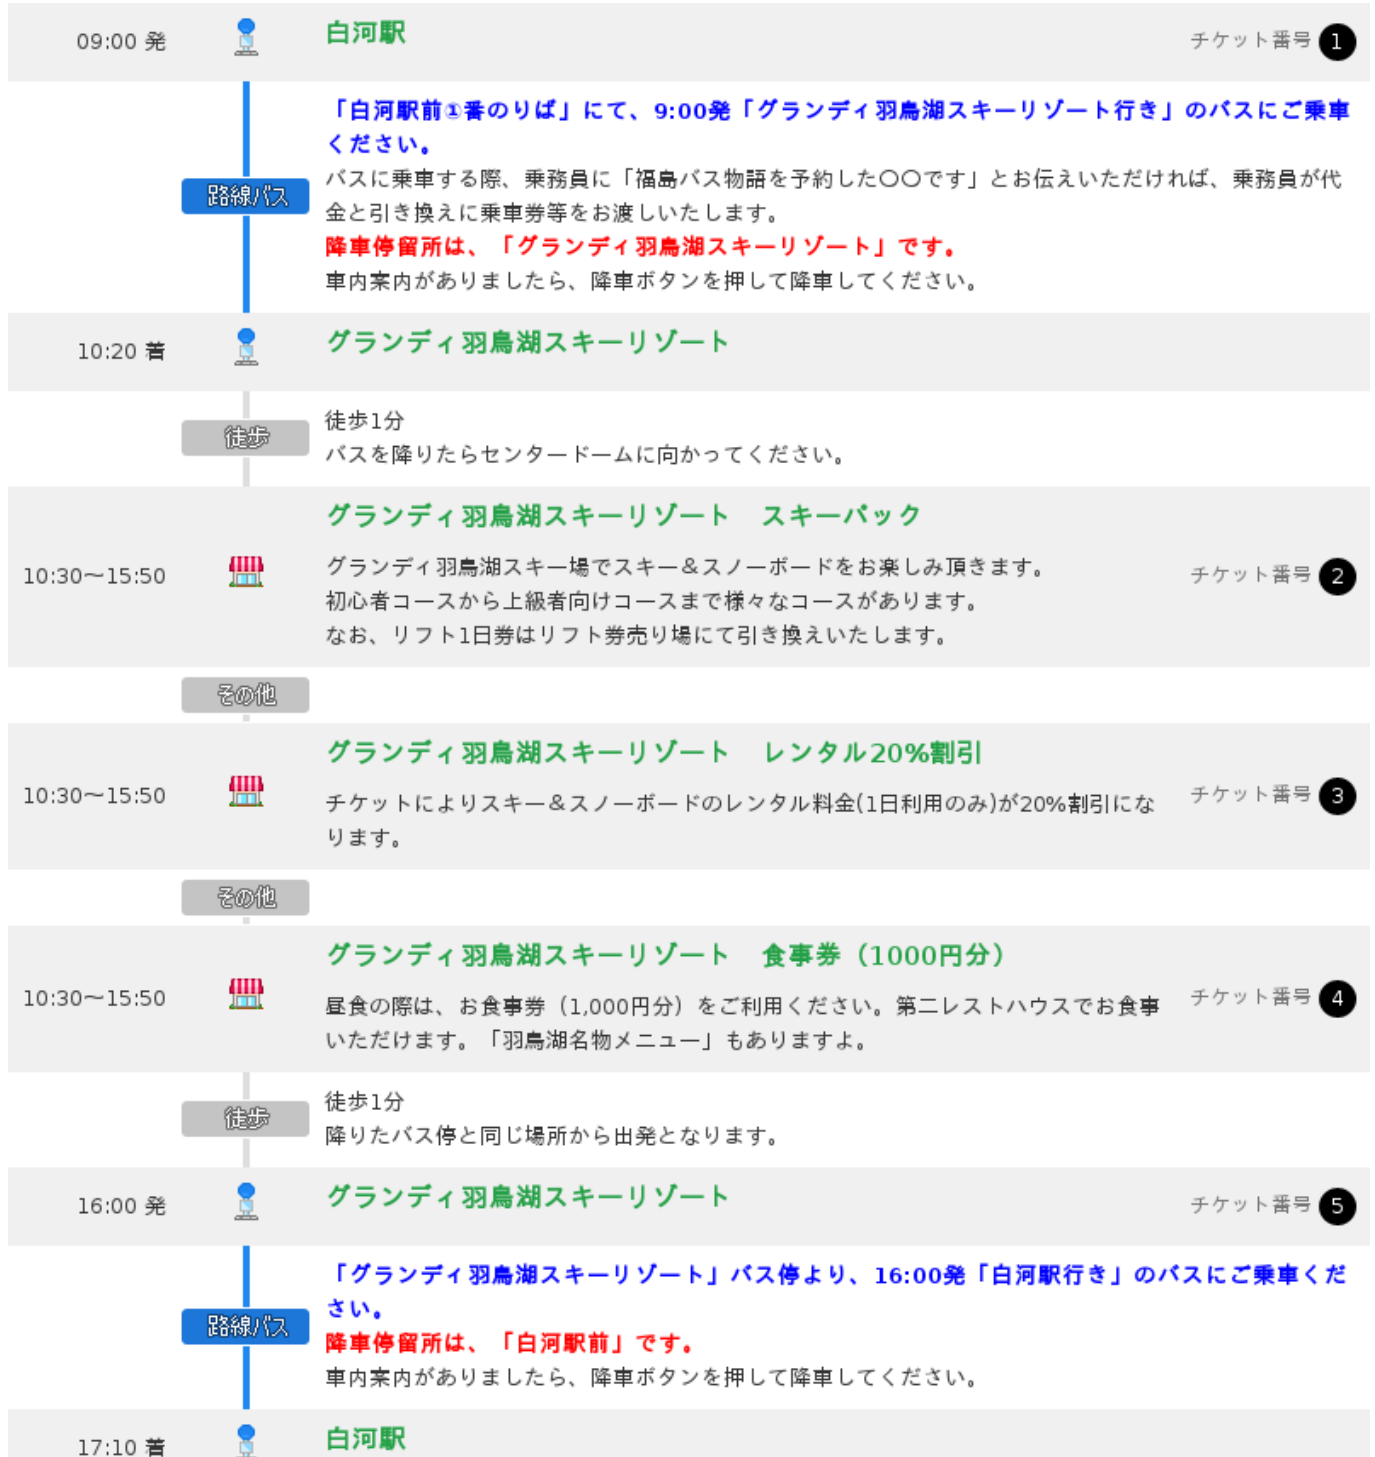 09:00 発
白河駅
チケット番号 1
「白河駅前①番のりば」にて、9:00発「グランディ羽鳥湖スキーリゾート行き」のバスにご乗車
ください。
路線バス
バスに乗車する際、乗務員に「福島バス物語を予約した〇〇です」とお伝えいただければ、乗務員が代
金と引き換えに乗車券等をお渡しいたします。
降車停留所は、「グランディ羽鳥湖スキーリゾート」です。
車内案内がありましたら、降車ボタンを押して降車してください。
10:20 着
グランディ羽鳥湖スキーリゾート
徒歩
徒歩1分
バスを降りたらセンタードームに向かってください。
グランディ羽鳥湖スキーリゾート　スキーパック
10:30～15:50
グランディ羽鳥湖スキー場でスキー＆スノーボードをお楽しみ頂きます。
初心者コースから上級者向けコースまで様々なコースがあります。
なお、リフト1日券はリフト券売り場にて引き換えいたします。
チケット番号 2
その他
グランディ羽鳥湖スキーリゾート　レンタル20%割引
10:30～15:50
チケットによりスキー＆スノーボードのレンタル料金(1日利用のみ)が20%割引にな
ります。
チケット番号 3
その他
グランディ羽鳥湖スキーリゾート　食事券（1000円分）
10:30～15:50
昼食の際は、お食事券（1,000円分）をご利用ください。第二レストハウスでお食事
いただけます。「羽鳥湖名物メニュー」もありますよ。
チケット番号 4
徒歩
徒歩1分
降りたバス停と同じ場所から出発となります。
16:00 発
グランディ羽鳥湖スキーリゾート
チケット番号 5
「グランディ羽鳥湖スキーリゾート」バス停より、16:00発「白河駅行き」のバスにご乗車くだ
さい。
路線バス
降車停留所は、「白河駅前」です。
車内案内がありましたら、降車ボタンを押して降車してください。
17:10 着
白河駅